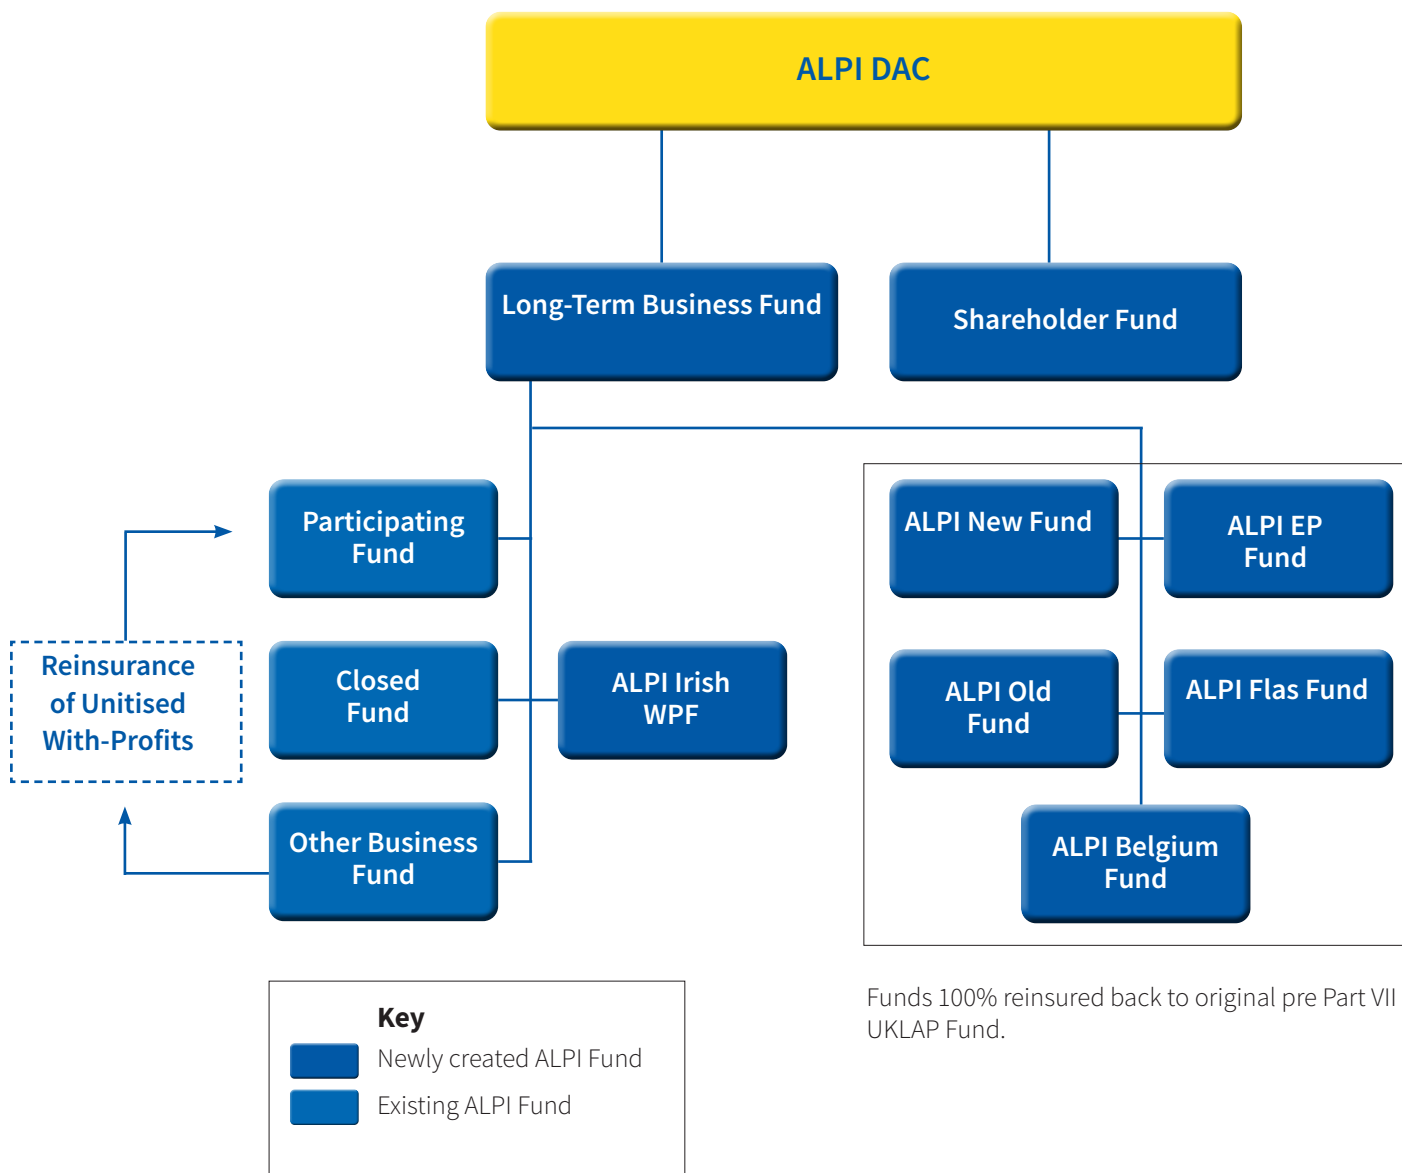 ALPI DAC
Long-Term Business Fund
Shareholder Fund
Participating
Fund
ALPI New Fund
ALPI EP
Fund
Reinsurance
of Unitised
With-Profits
Closed
Fund
ALPI Irish
WPF
ALPI Old
Fund
ALPI Flas Fund
Other Business
Fund
ALPI Belgium
Fund
Funds 100% reinsured back to original pre Part VII
UKLAP Fund.
Key
Newly created ALPI Fund
Existing ALPI Fund